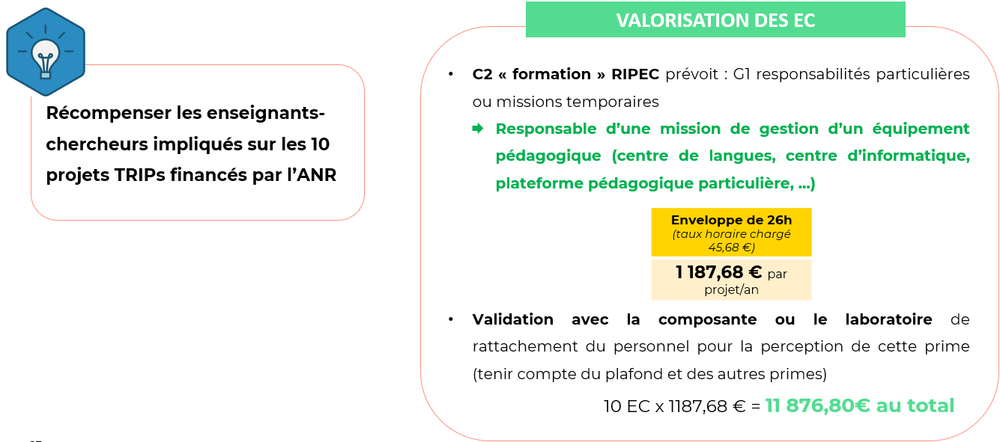 Récompenser les enseignants-
chercheurs impliqués sur les 10
projets TRIPs financés par l’ANR
VALORISATION DES EC
• C2 « formation » RIPEC prévoit : G1 responsabilités particulières
ou missions temporaires
Responsable d’une mission de gestion d’un équipement
pédagogique (centre de langues, centre d’informatique,
plateforme pédagogique particulière, …)
Enveloppe de 26h
(taux horaire chargé
45,68 €)
1 187,68 € par
projet/an
• Validation avec la composante ou le laboratoire de
rattachement du personnel pour la perception de cette prime
(tenir compte du plafond et des autres primes)
10 EC x 1187,68 € = 11 876,80€ au total